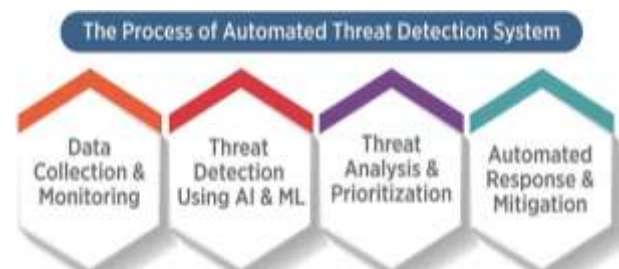 The Process of Automated Threat Detection System
Data
Collection &
Monitoring
Threat
Detection
Using AI & ML
Threat
Analysis &
Prioritization
Automated
Response &
Mitigation